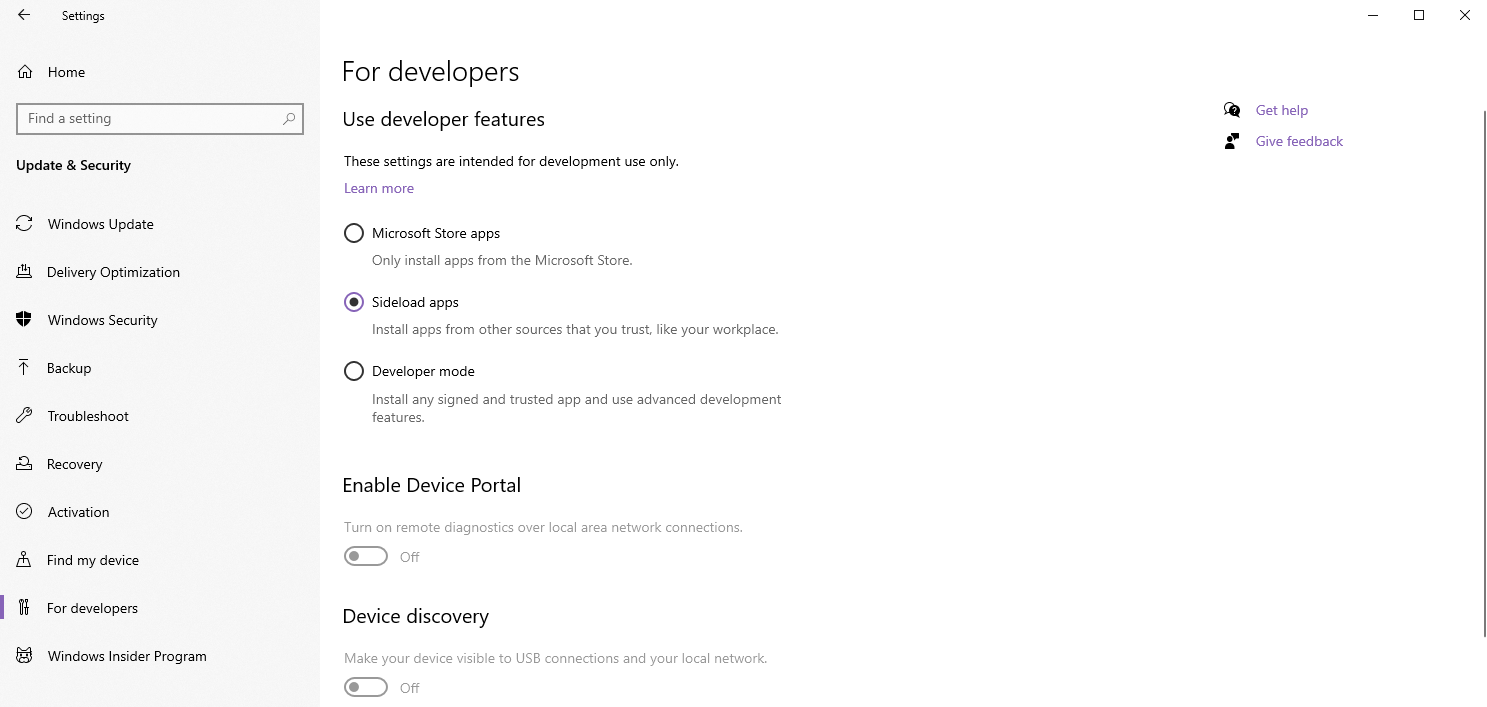 Settings
Home
Find a setting
Update & Security
Windows Update
Delivery Optimization
Windows Security
Backup
Troubleshoot
Recovery
Activation
Find my device
For developers
Windows Insider Program
For developers
Use developer features
These settings are intended for development use only.
Learn more
Microsoft Store apps
Only install apps from the Microsoft Store.
Sideload apps
Install apps from other sources that you trust, like your workplace.
Developer mode
Install any signed and trusted app and use advanced development
features.
Enable Device Portal
Turn on remote diagnostics over local area network connections.
Off
Device discovery
Make your device visible to USB connections and your local network.
Off
Get help
Give feedback